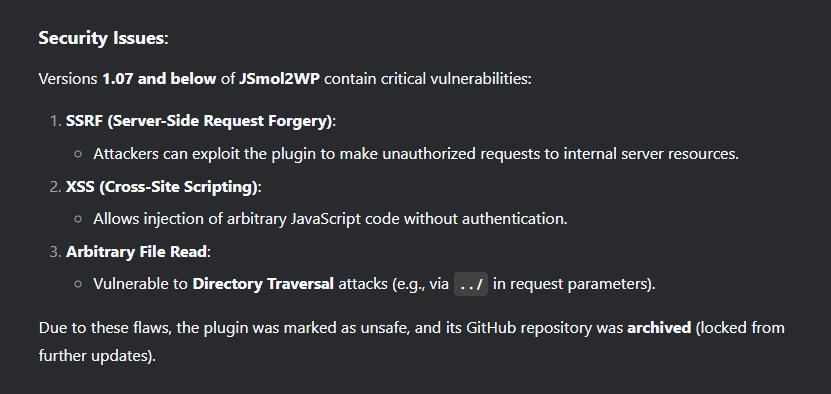 Security Issues:
Versions 1.07 and below of JSmol2WP contain critical vulnerabilities:
1. SSRF (Server-Side Request Forgery):
○ Attackers can exploit the plugin to make unauthorized requests to internal server resources.
2. XSS (Cross-Site Scripting):
○ Allows injection of arbitrary JavaScript code without authentication.
3. Arbitrary File Read:
○ Vulnerable to Directory Traversal attacks (e.g., via ../ in request parameters).
Due to these flaws, the plugin was marked as unsafe, and its GitHub repository was archived (locked from
further updates).